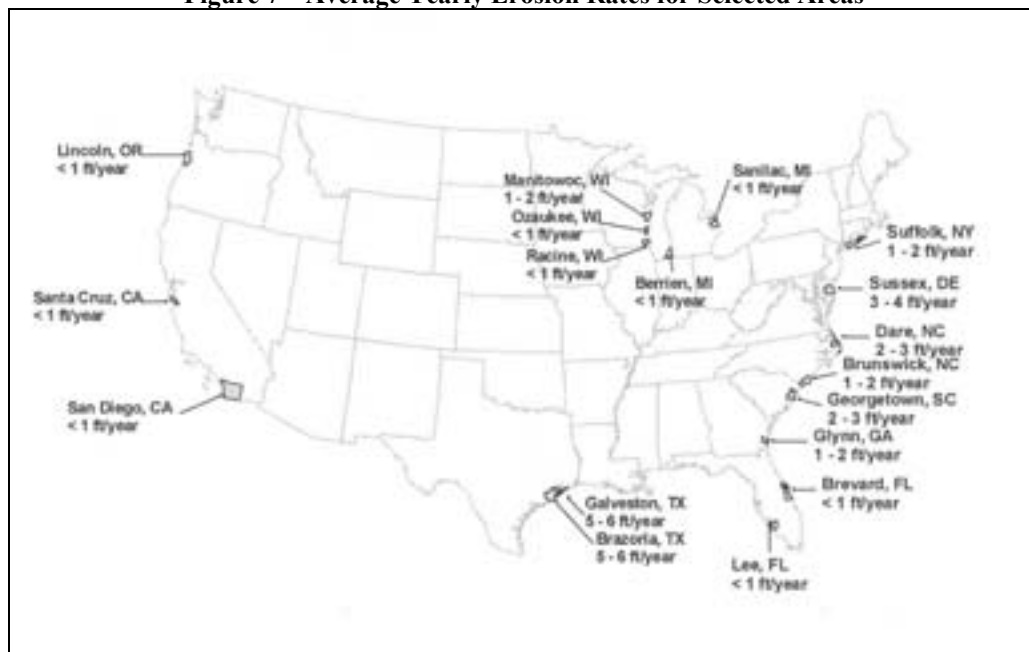 Figure 7 – Average Yearly Erosion Rates for Selected Areas
Lincoln, OR
< 1 ft/year
Manitowoc, WI
1 - 2 ft/year
Ozaukee, WI
< 1 ft/year
Racine, WI
< 1 ft/year
Sanilac, MI
< 1 ft/year
Berrien, MI
< 1 ft/year
Suffolk, NY
1 - 2 ft/year
Sussex, DE
3 - 4 ft/year
Santa Cruz, CA
< 1 ft/year
Dare, NC
2 - 3 ft/year
Brunswick, NC
1 - 2 ft/year
San Diego, CA
< 1 ft/year
Georgetown, SC
2 - 3 ft/year
Glynn, GA
1 - 2 ft/year
Brevard, FL
< 1 ft/year
Galveston, TX
5 - 6 ft/year
Brazoria, TX
5 - 6 ft/year
Lee, FL
< 1 ft/year